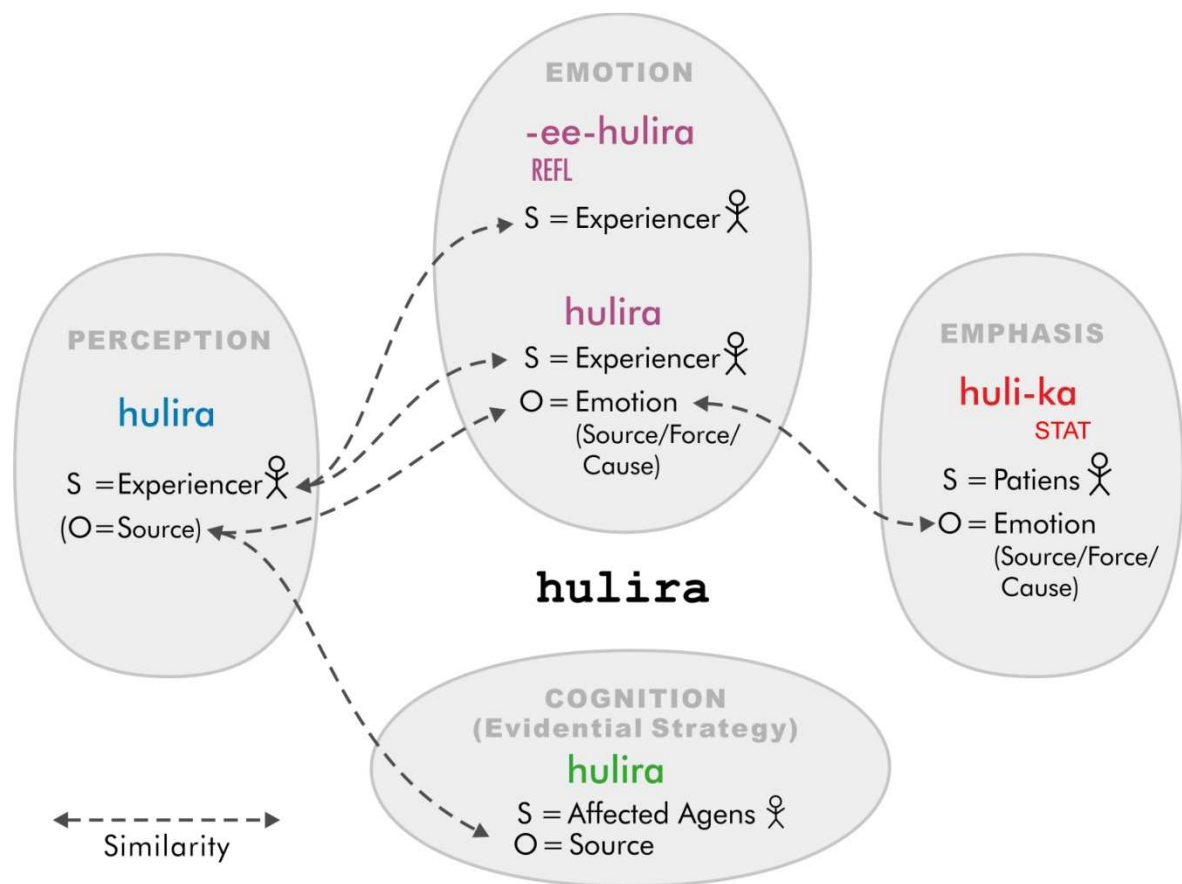 EMOTION
-ee-hulira
REFL
S = Experiencer
hulira
S = Experiencer
O = Emotion
(Source/Force/
Cause)
PERCEPTION
hulira
S = Experiencer
(O=Source)
EMPHASIS
huli-ka
STAT
S = Patiens
O = Emotion
(Source/Force/
Cause)
hulira
COGNITION
(Evidential Strategy)
hulira
S = Affected Agens
O = Source
Similarity